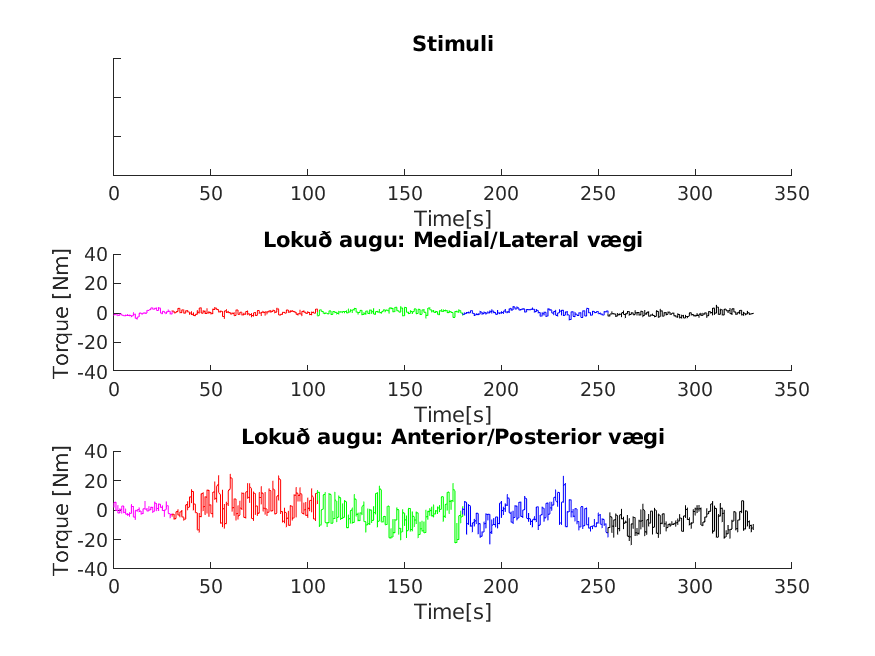 Stimuli
0 50 100 150 200 250 300 350
Time[s]
Lokuð augu: Medial/Lateral vægi
Torque [Nm]
40
20
0
-20
-40
0 50 100 150 200 250 300 350
Time[s]
Lokuð augu: Anterior/Posterior vægi
Torque [Nm]
40
20
0
-20
-40
0 50 100 150 200 250 300 350
Time[s]